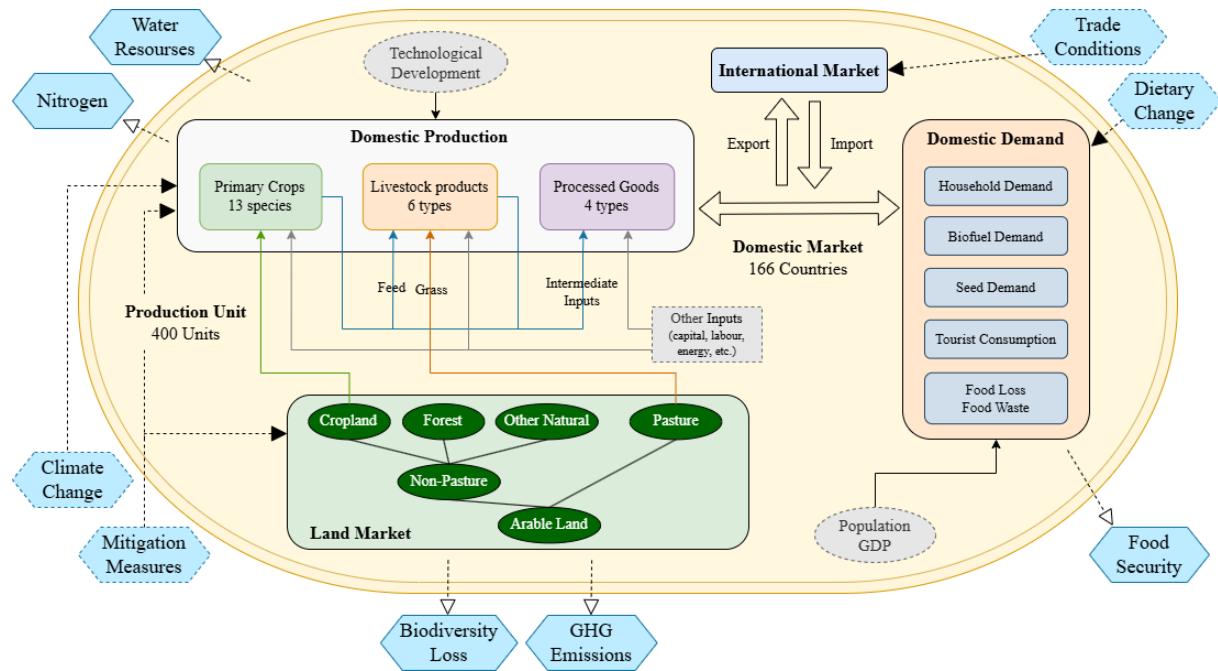 Water
Resourses
Nitrogen
Technological
Development
International Market
Trade
Conditions
Dietary
Change
Domestic Production
Primary Crops
13 species
Livestock products
6 types
Processed Goods
4 types
Export
Import
Domestic Market
166 Countries
Domestic Demand
Household Demand
Biofuel Demand
Seed Demand
Tourist Consumption
Food Loss
Food Waste
Feed
Grass
Intermediate
Inputs
Production Unit
400 Units
Other Inputs
(capital, labour,
energy, etc.)
Cropland
Forest
Other Natural
Pasture
Non-Pasture
Arable Land
Land Market
Climate
Change
Mitigation
Measures
Population
GDP
Food
Security
Biodiversity
Loss
GHG
Emissions